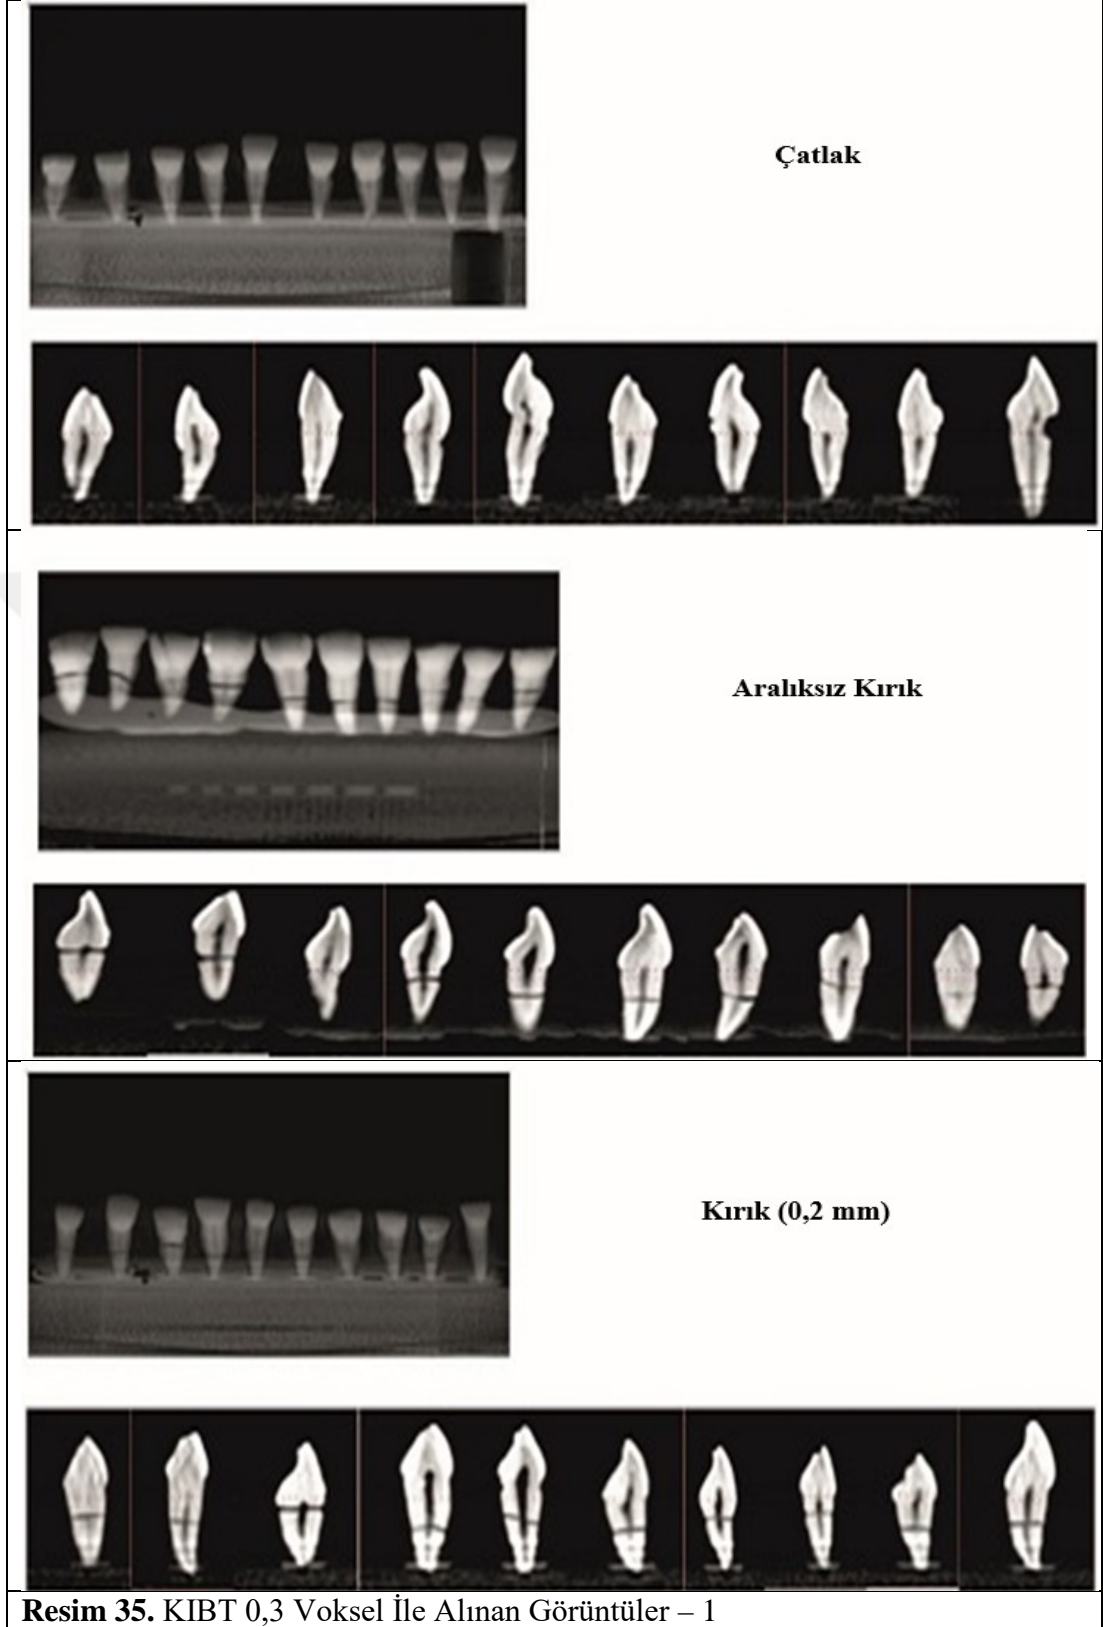 Çatlak
Aralıksız Kırık
Kırık (0,2 mm)
Resim 35. KIBT 0,3 Voksel İle Alınan Görüntüler – 1